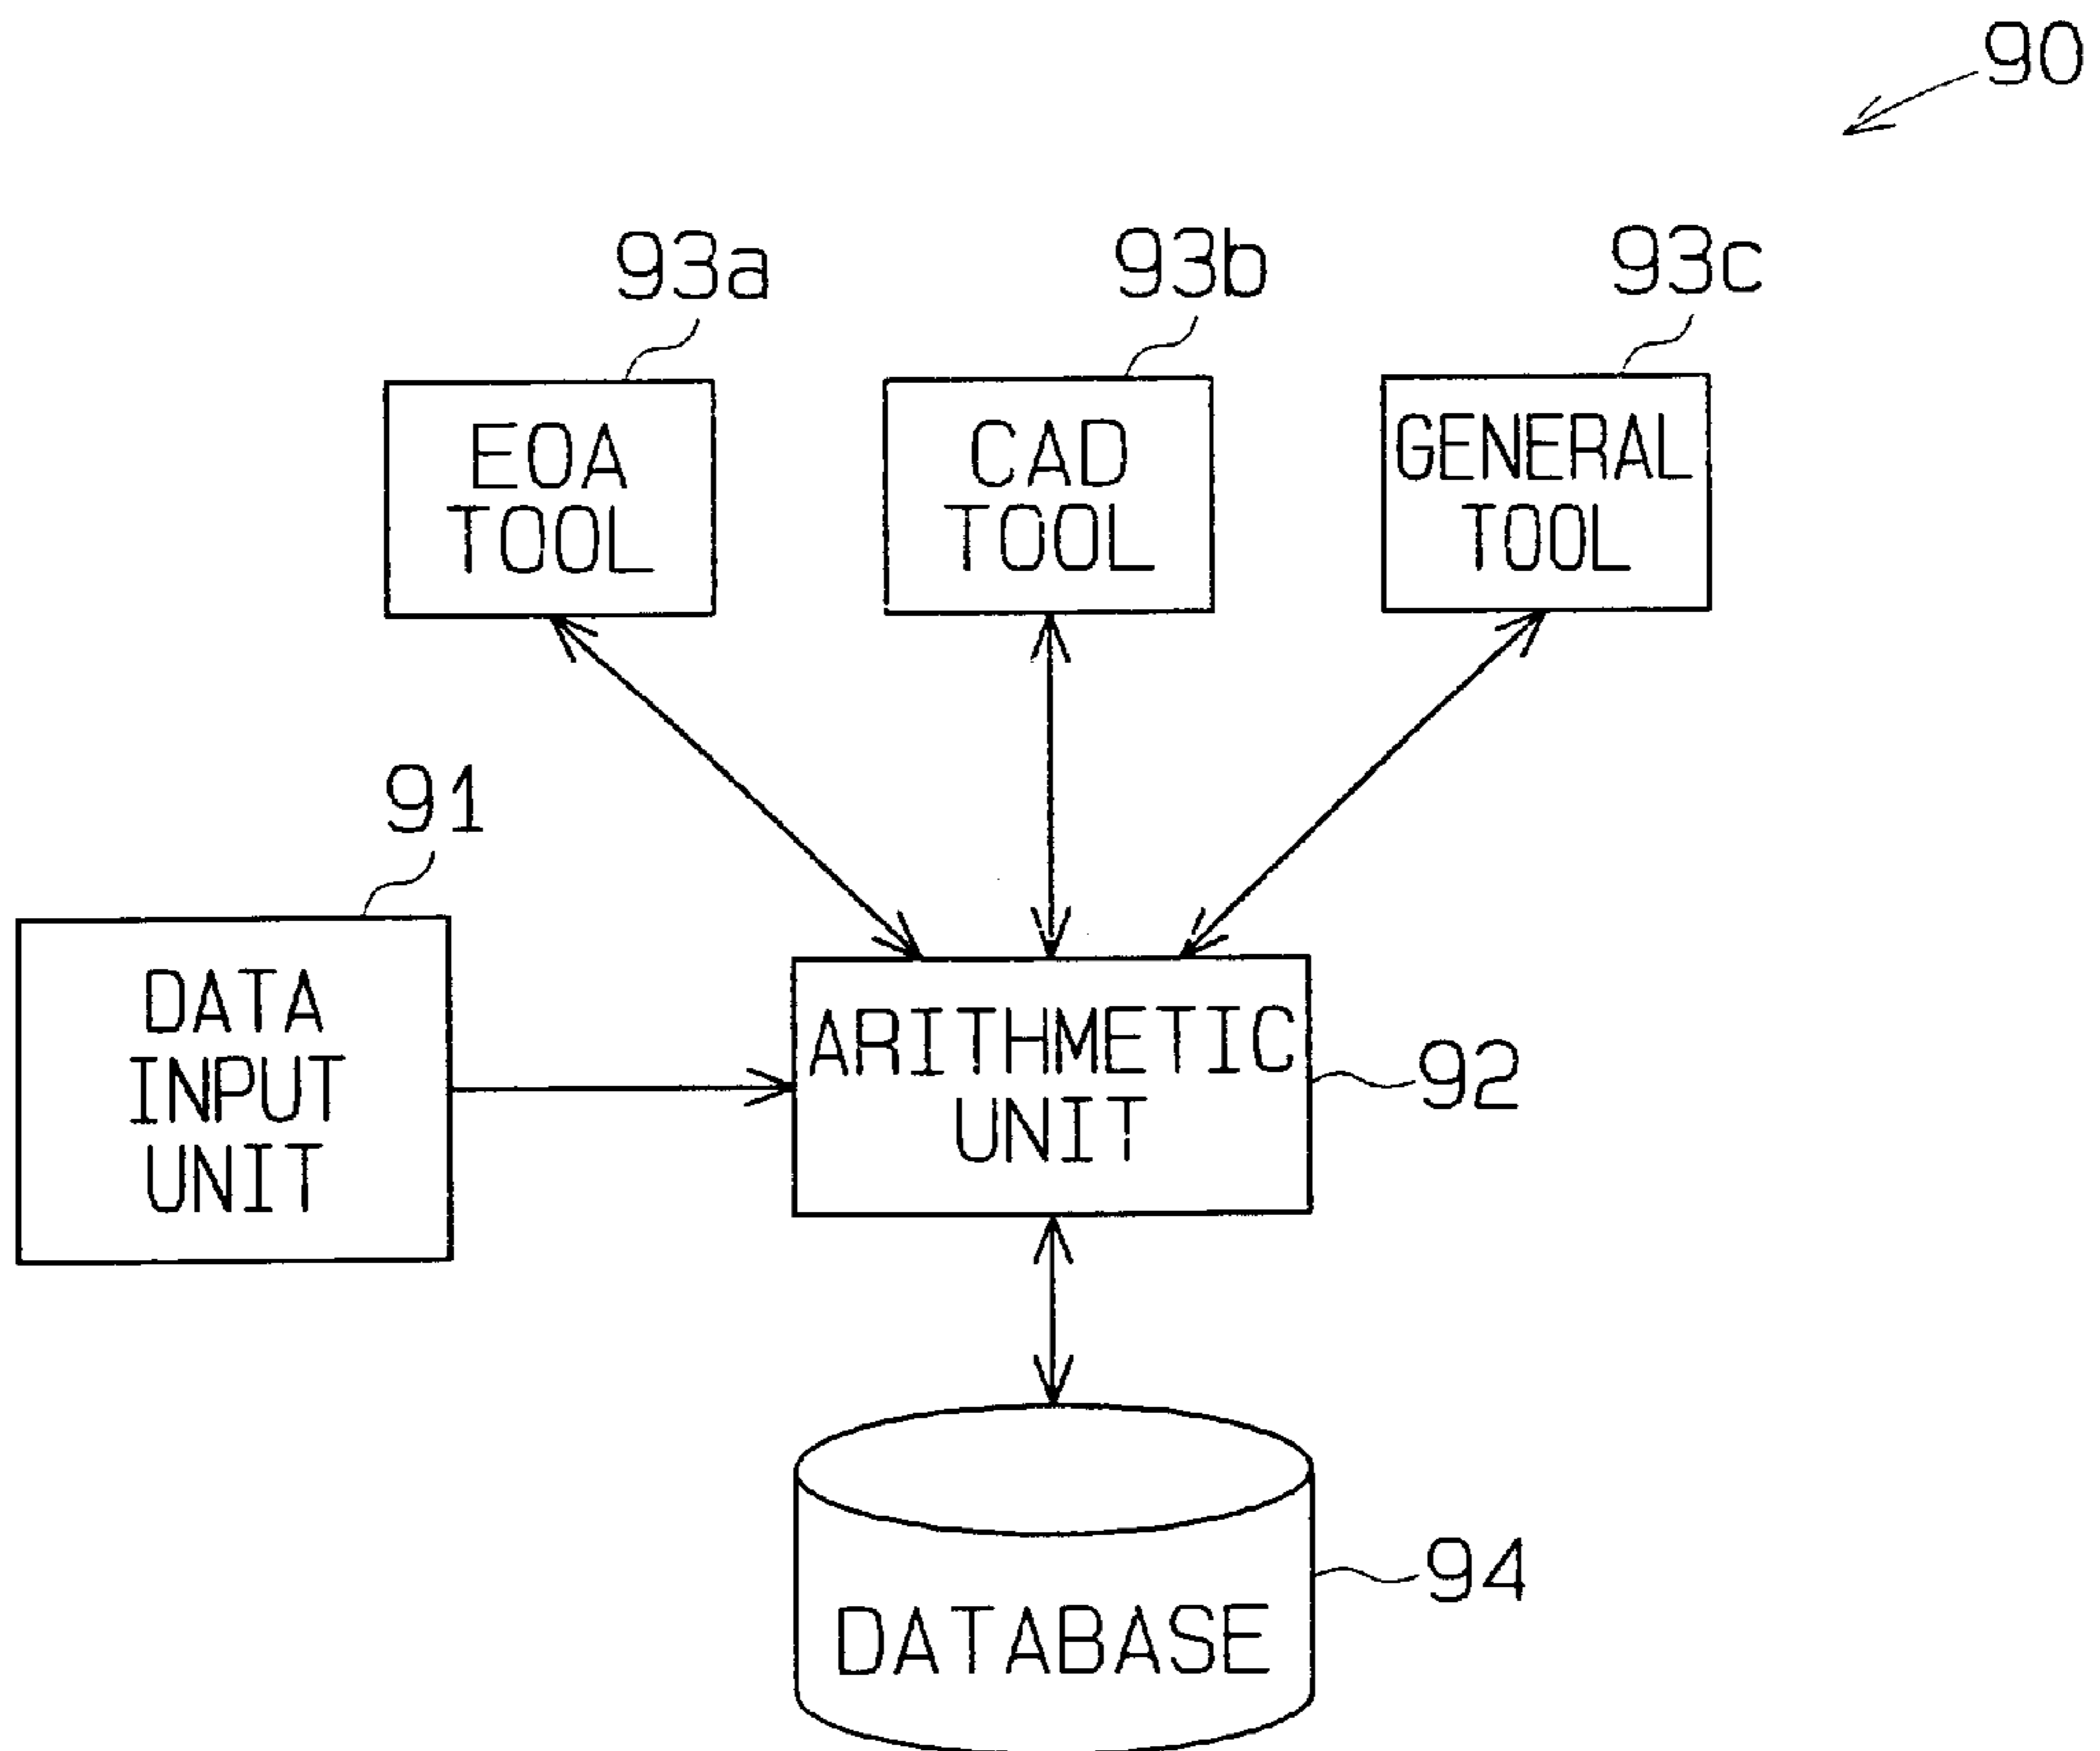 90
93a
93b
93c
EOA
TOOL
CAD
TOOL
GENERAL
TOOL
91
DATA
INPUT
UNIT
ARITHMETIC
UNIT
92
94
DATABASE